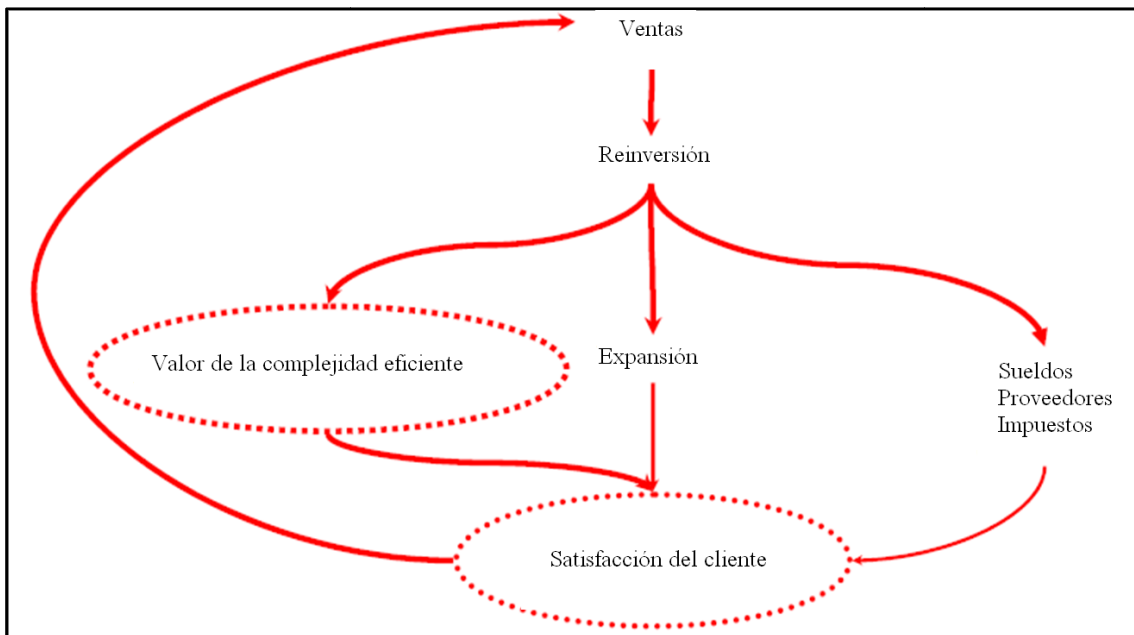 Ventas
Reinversión
Valor de la complejidad eficiente
Expansión
Sueldos
Proveedores
Impuestos
Satisfacción del cliente